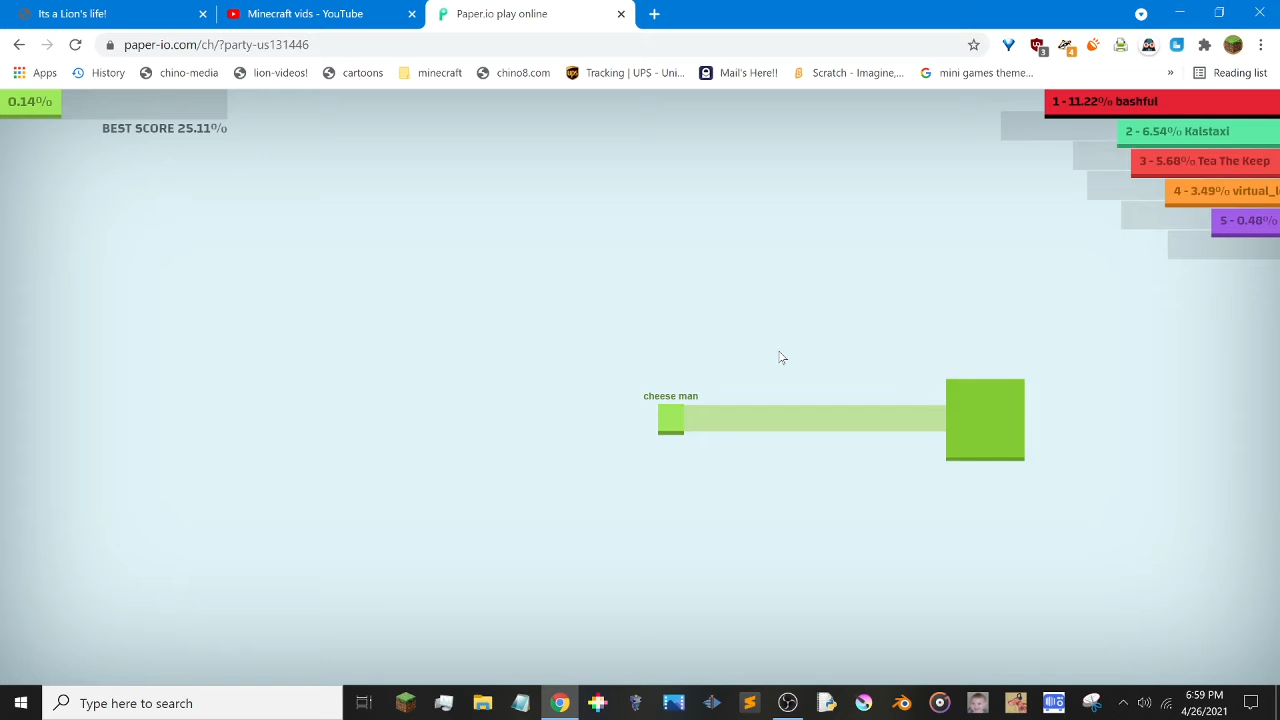 Its a Lion's life!
Minecraft vids - YouTube
Paper.io play online
paper-io.com/ch/?party-us131446
3
4
Apps
History
chino-media
lion-videos!
cartoons
minecraft
chino8.com
Tracking | UPS - Uni...
Mail's Here!!
Scratch - Imagine,...
mini games theme...
»
Reading list
0.14%
BEST SCORE 25.11%
1 - 11.22% bashful
2 - 6.54% Kalstaxi
3 - 5.68% Tea The Keep
4 - 3.49% virtual_l
5 - 0.48%
cheese man
Type here to search
6:59 PM
4/26/2021